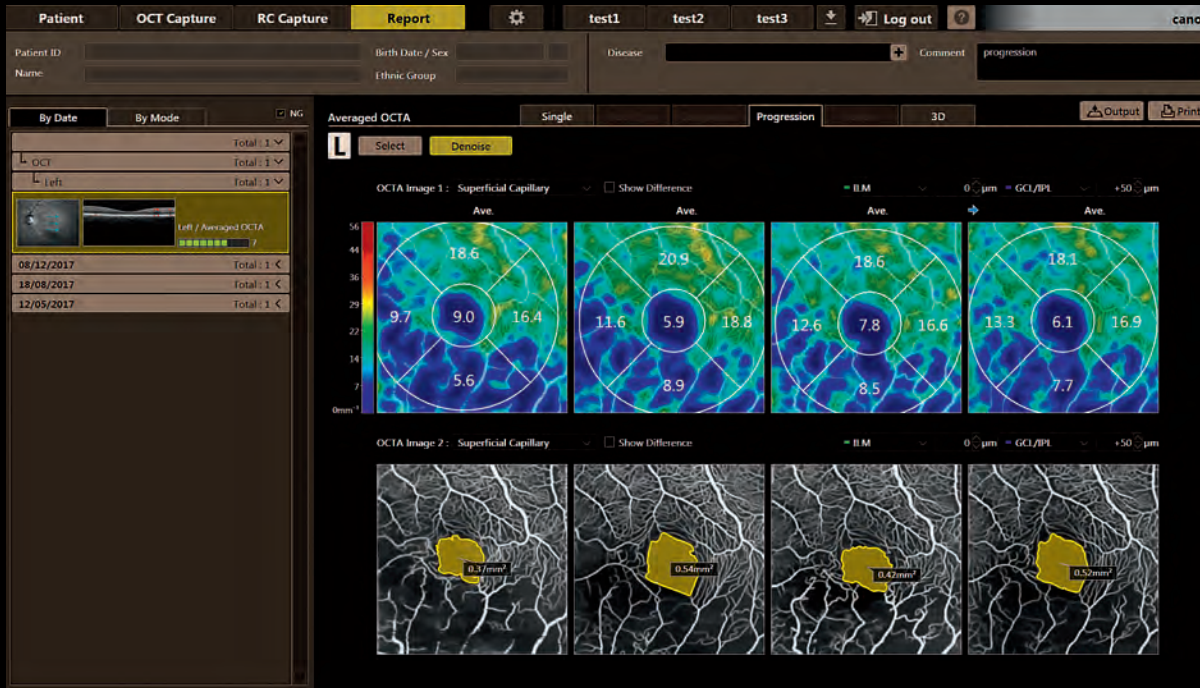 Patient OCT Capture RC Capture Report test1 test2 test3 Log out ?
Patient ID Birth Date / Sex Disease Comment progression
Name Ethnic Group
By Date By Mode NG
Total : 1
OCT Total : 1
Left Total : 1
Left / Averaged OCTA
7
08/12/2017 Total : 1
18/08/2017 Total : 1
12/05/2017 Total : 1
Averaged OCTA Single Progression 3D Output Print
L Select Denoise
OCTA Image 1 : Superficial Capillary Show Difference ILM 0 μm GCL/IPL +50 μm
Ave. Ave. Ave. Ave.
56
44
36
29
22
14
7
0mm⁻¹
18.6 20.9 18.6 18.1
9.7 9.0 16.4 11.6 5.9 18.8 12.6 7.8 16.6 13.3 6.1 16.9
5.6 8.9 8.5 7.7
OCTA Image 2 : Superficial Capillary Show Difference ILM 0 μm GCL/IPL +50 μm
0.37mm² 0.54mm² 0.42mm² 0.52mm²